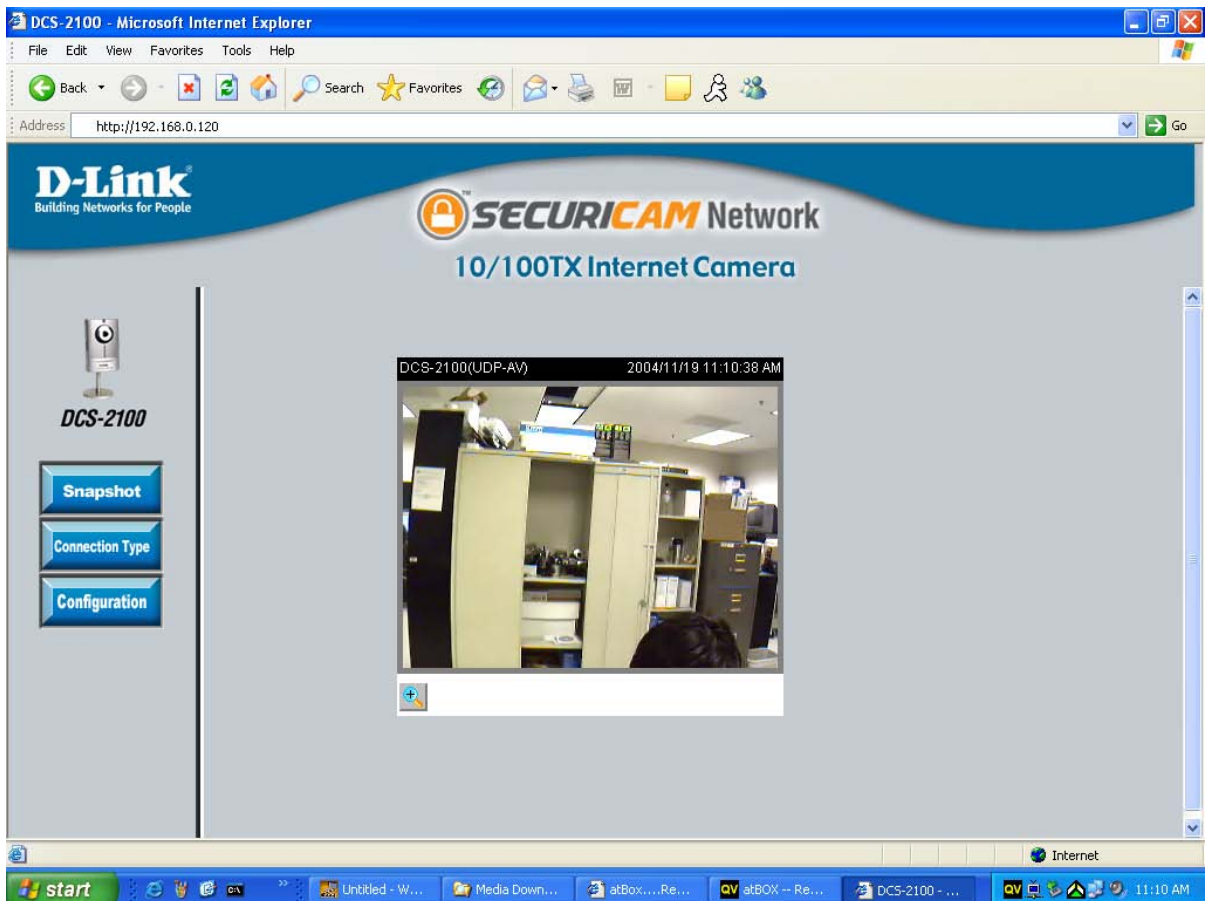 DCS-2100 - Microsoft Internet Explorer
File Edit View Favorites Tools Help
Back Search Favorites
Address http://192.168.0.120 Go
D-Link®
Building Networks for People
SECURICAM™ Network
10/100TX Internet Camera
DCS-2100
Snapshot
Connection Type
Configuration
DCS-2100(UDP-AV) 2004/11/19 11:10:38 AM
Internet
start
Untitled - W...
Media Down...
atBox....Re...
QV atBOX -- Re...
DCS-2100 - ...
QV
11:10 AM